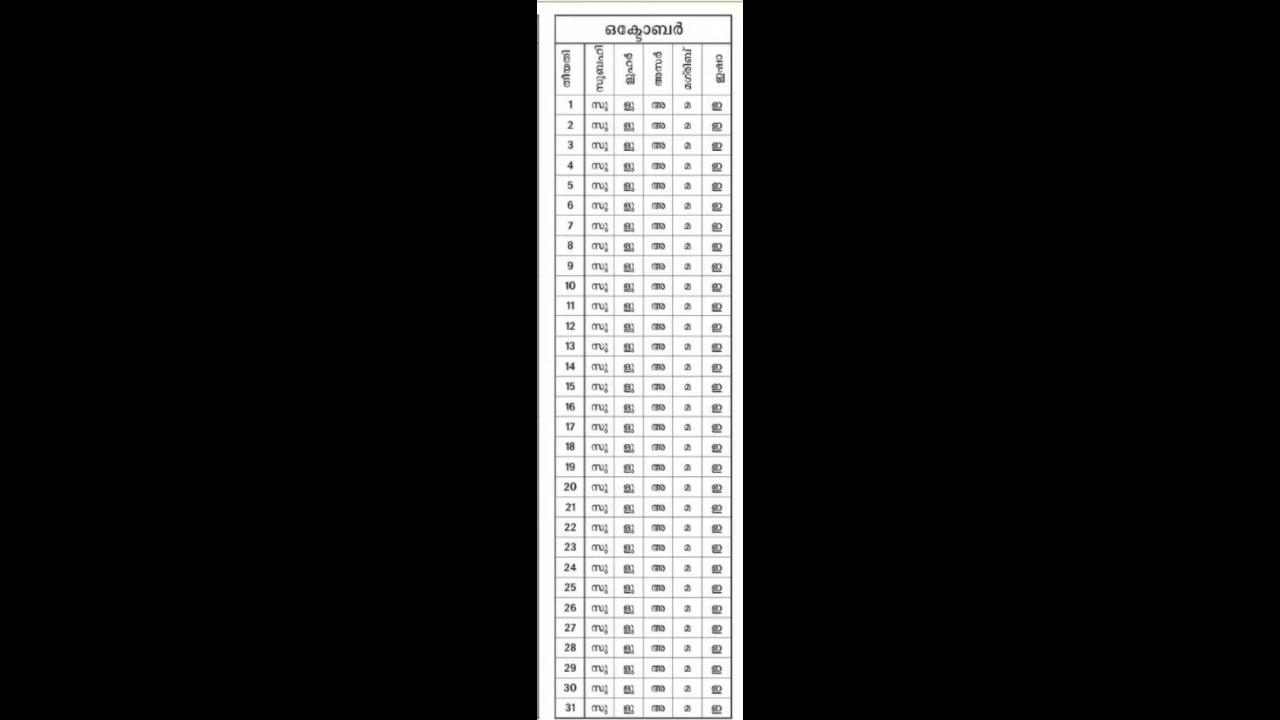 ഒക്ടോബർ
തീയതി സുബഹി ളുഹർ അസർ മഗ്‌രിബ് ഇഷാ
1 സു ളു അ മ ഇ
2 സു ളു അ മ ഇ
3 സു ളു അ മ ഇ
4 സു ളു അ മ ഇ
5 സു ളു അ മ ഇ
6 സു ളു അ മ ഇ
7 സു ളു അ മ ഇ
8 സു ളു അ മ ഇ
9 സു ളു അ മ ഇ
10 സു ളു അ മ ഇ
11 സു ളു അ മ ഇ
12 സു ളു അ മ ഇ
13 സു ളു അ മ ഇ
14 സു ളു അ മ ഇ
15 സു ളു അ മ ഇ
16 സു ളു അ മ ഇ
17 സു ളു അ മ ഇ
18 സു ളു അ മ ഇ
19 സു ളു അ മ ഇ
20 സു ളു അ മ ഇ
21 സു ളു അ മ ഇ
22 സു ളു അ മ ഇ
23 സു ളു അ മ ഇ
24 സു ളു അ മ ഇ
25 സു ളു അ മ ഇ
26 സു ളു അ മ ഇ
27 സു ളു അ മ ഇ
28 സു ളു അ മ ഇ
29 സു ളു അ മ ഇ
30 സു ളു അ മ ഇ
31 സു ളു അ മ ഇ